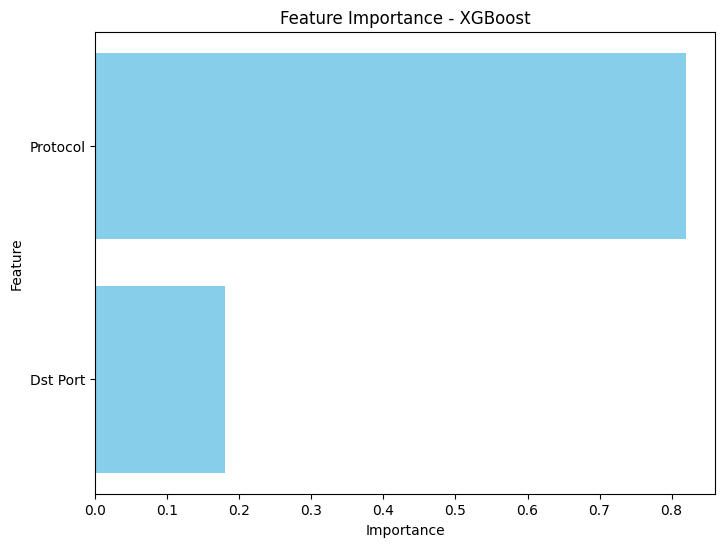 Feature Importance - XGBoost
Protocol
Dst Port
Feature
0.0 0.1 0.2 0.3 0.4 0.5 0.6 0.7 0.8
Importance